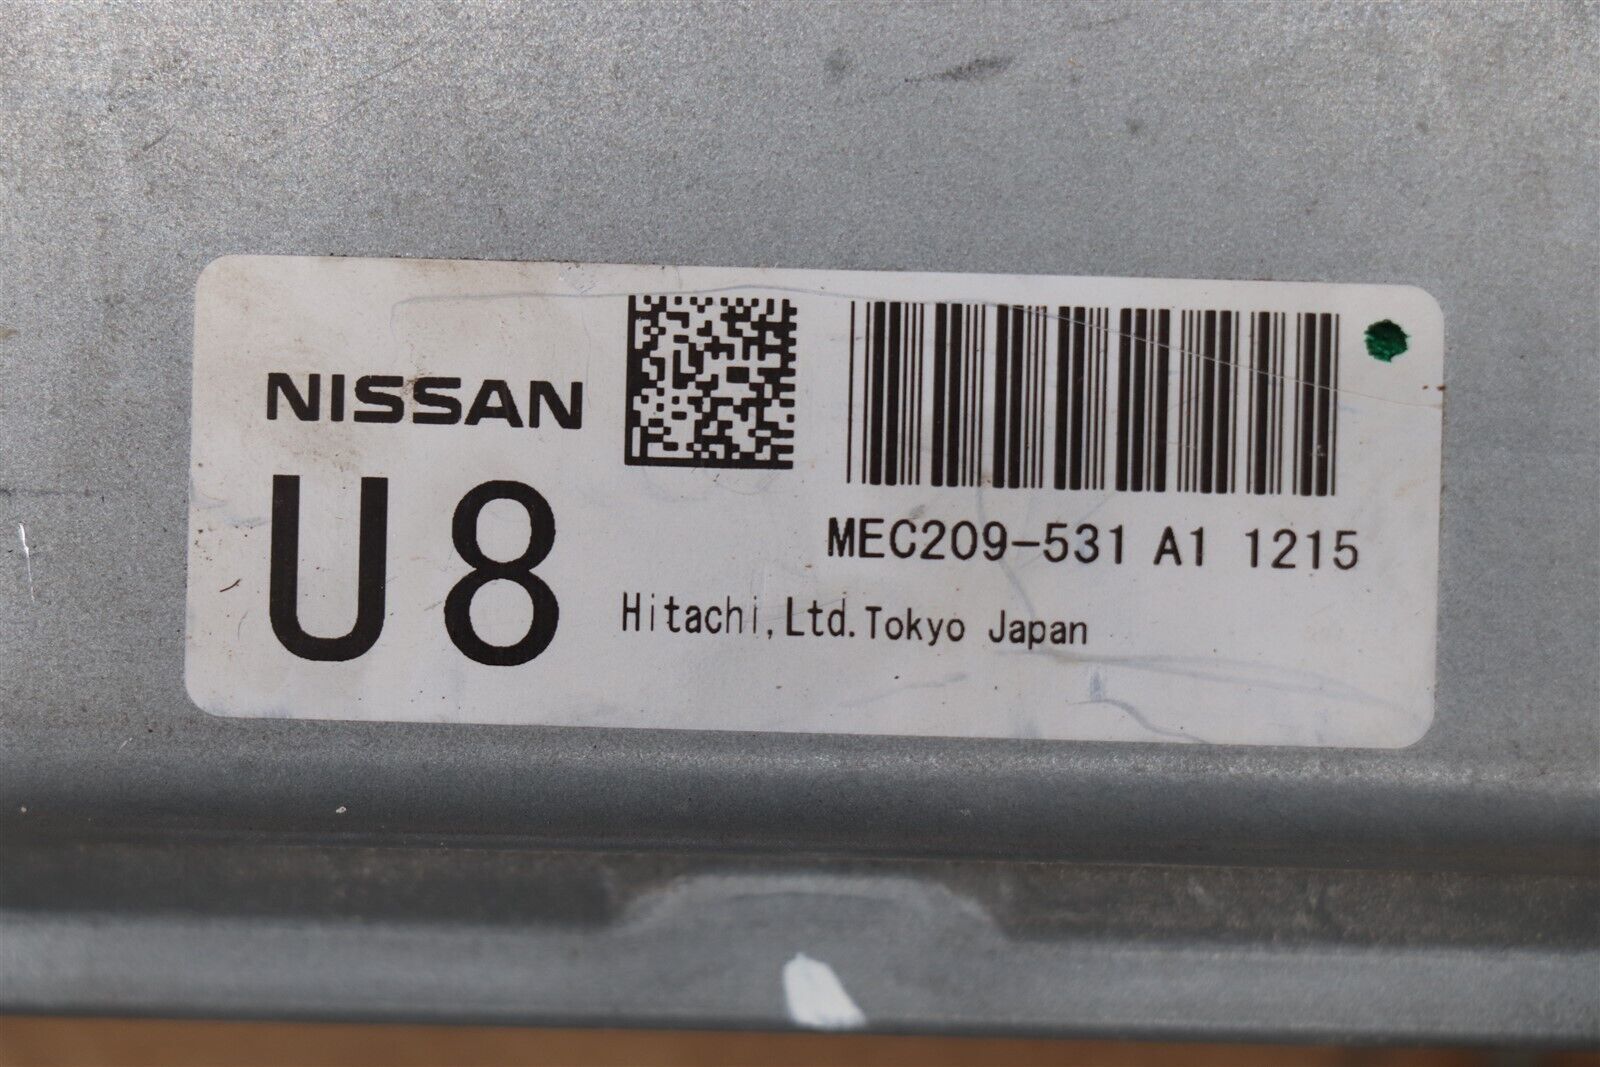 NISSAN
U8
MEC209-531 A1 1215
Hitachi,Ltd.Tokyo Japan